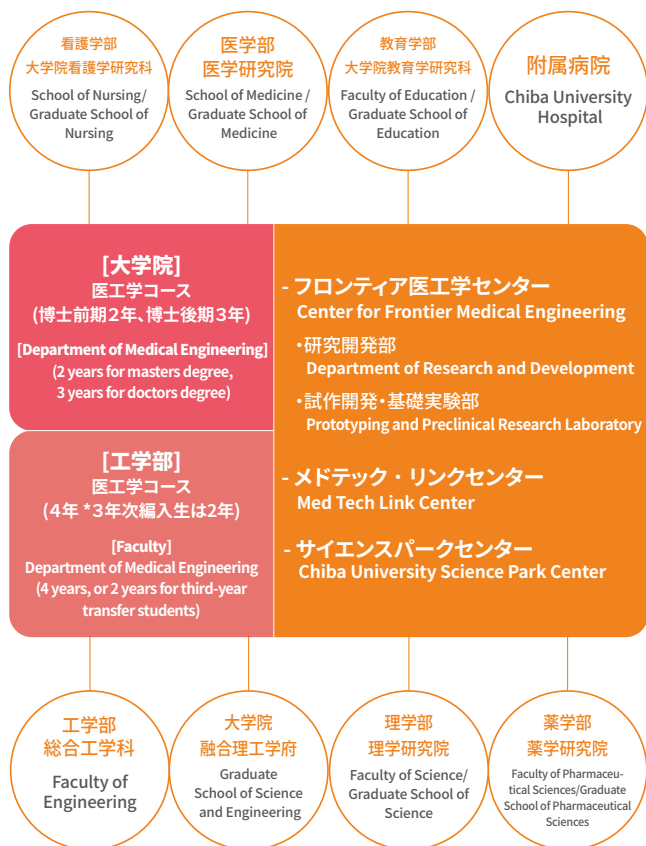 看護学部
大学院看護学研究科
School of Nursing/
Graduate School of
Nursing
医学部
医学研究院
School of Medicine /
Graduate School of
Medicine
教育学部
大学院教育学研究科
Faculty of Education /
Graduate School of
Education
附属病院
Chiba University
Hospital
[大学院]
医工学コース
(博士前期2年、博士後期3年)
[Department of Medical Engineering]
(2 years for masters degree,
3 years for doctors degree)
[工学部]
医工学コース
(4年 *3年次編入生は2年)
[Faculty]
Department of Medical Engineering
(4 years, or 2 years for third-year
transfer students)
- フロンティア医工学センター
Center for Frontier Medical Engineering
・研究開発部
Department of Research and Development
・試作開発・基礎実験部
Prototyping and Preclinical Research Laboratory
- メドテック・リンクセンター
Med Tech Link Center
- サイエンスパークセンター
Chiba University Science Park Center
工学部
総合工学科
Faculty of
Engineering
大学院
融合理工学府
Graduate
School of Science
and Engineering
理学部
理学研究院
Faculty of Science/
Graduate School of
Science
薬学部
薬学研究院
Faculty of Pharmaceu-
tical Sciences/Graduate
School of Pharmaceutical
Sciences